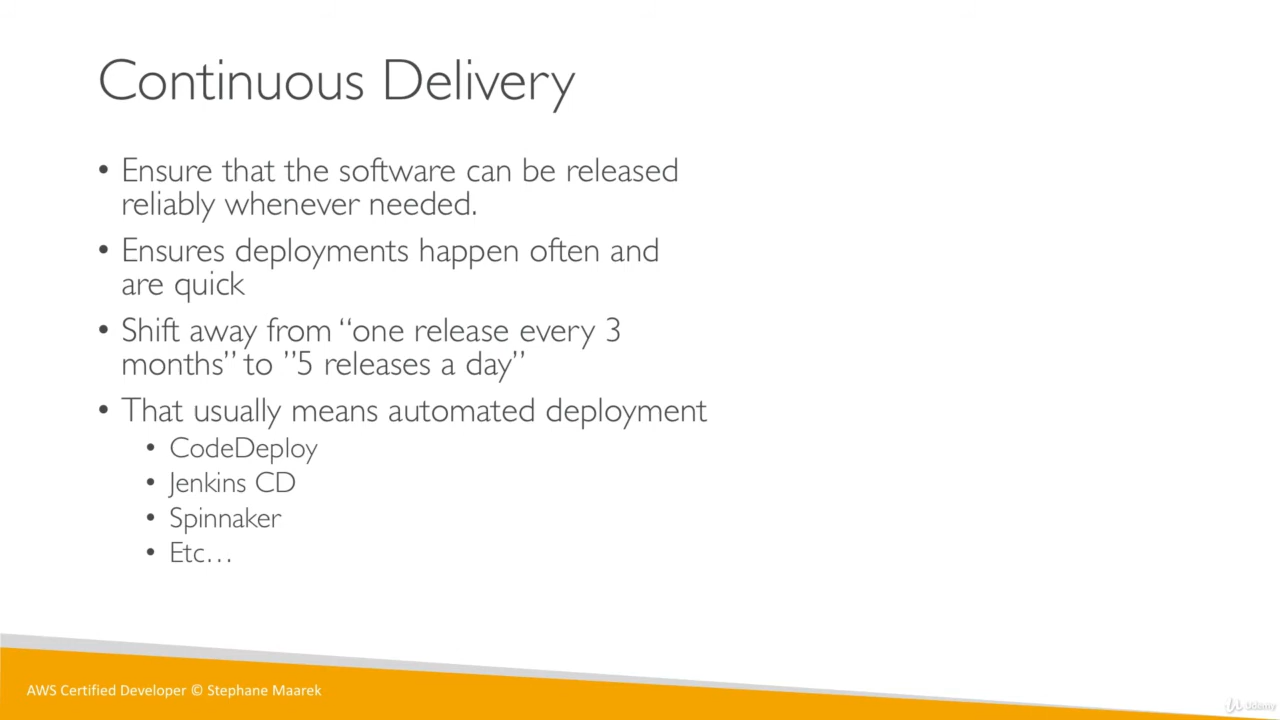 Continuous Delivery
• Ensure that the software can be released
reliably whenever needed.
• Ensures deployments happen often and
are quick
• Shift away from “one release every 3
months” to ”5 releases a day”
• That usually means automated deployment
• CodeDeploy
• Jenkins CD
• Spinnaker
• Etc…
AWS Certified Developer © Stephane Maarek
Udemy